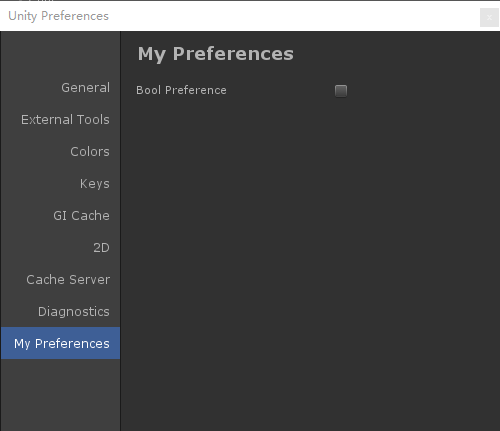 Unity Preferences
My Preferences
Bool Preference
General
External Tools
Colors
Keys
GI Cache
2D
Cache Server
Diagnostics
My Preferences